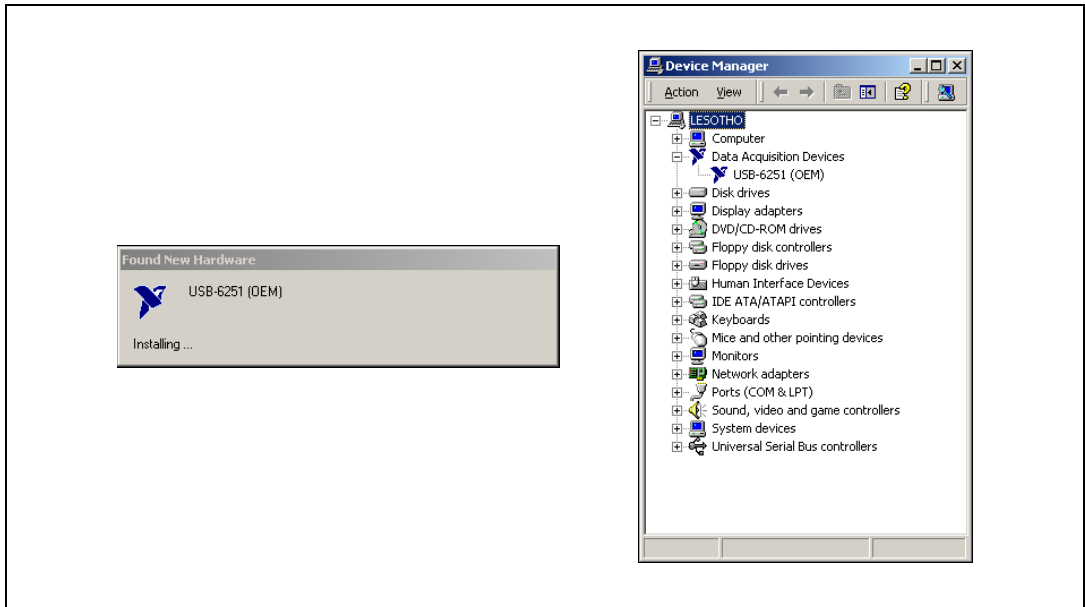 Found New Hardware
USB-6251 (OEM)
Installing ...
Device Manager
Action View
LESOTHO
Computer
Data Acquisition Devices
USB-6251 (OEM)
Disk drives
Display adapters
DVD/CD-ROM drives
Floppy disk controllers
Floppy disk drives
Human Interface Devices
IDE ATA/ATAPI controllers
Keyboards
Mice and other pointing devices
Monitors
Network adapters
Ports (COM & LPT)
Sound, video and game controllers
System devices
Universal Serial Bus controllers